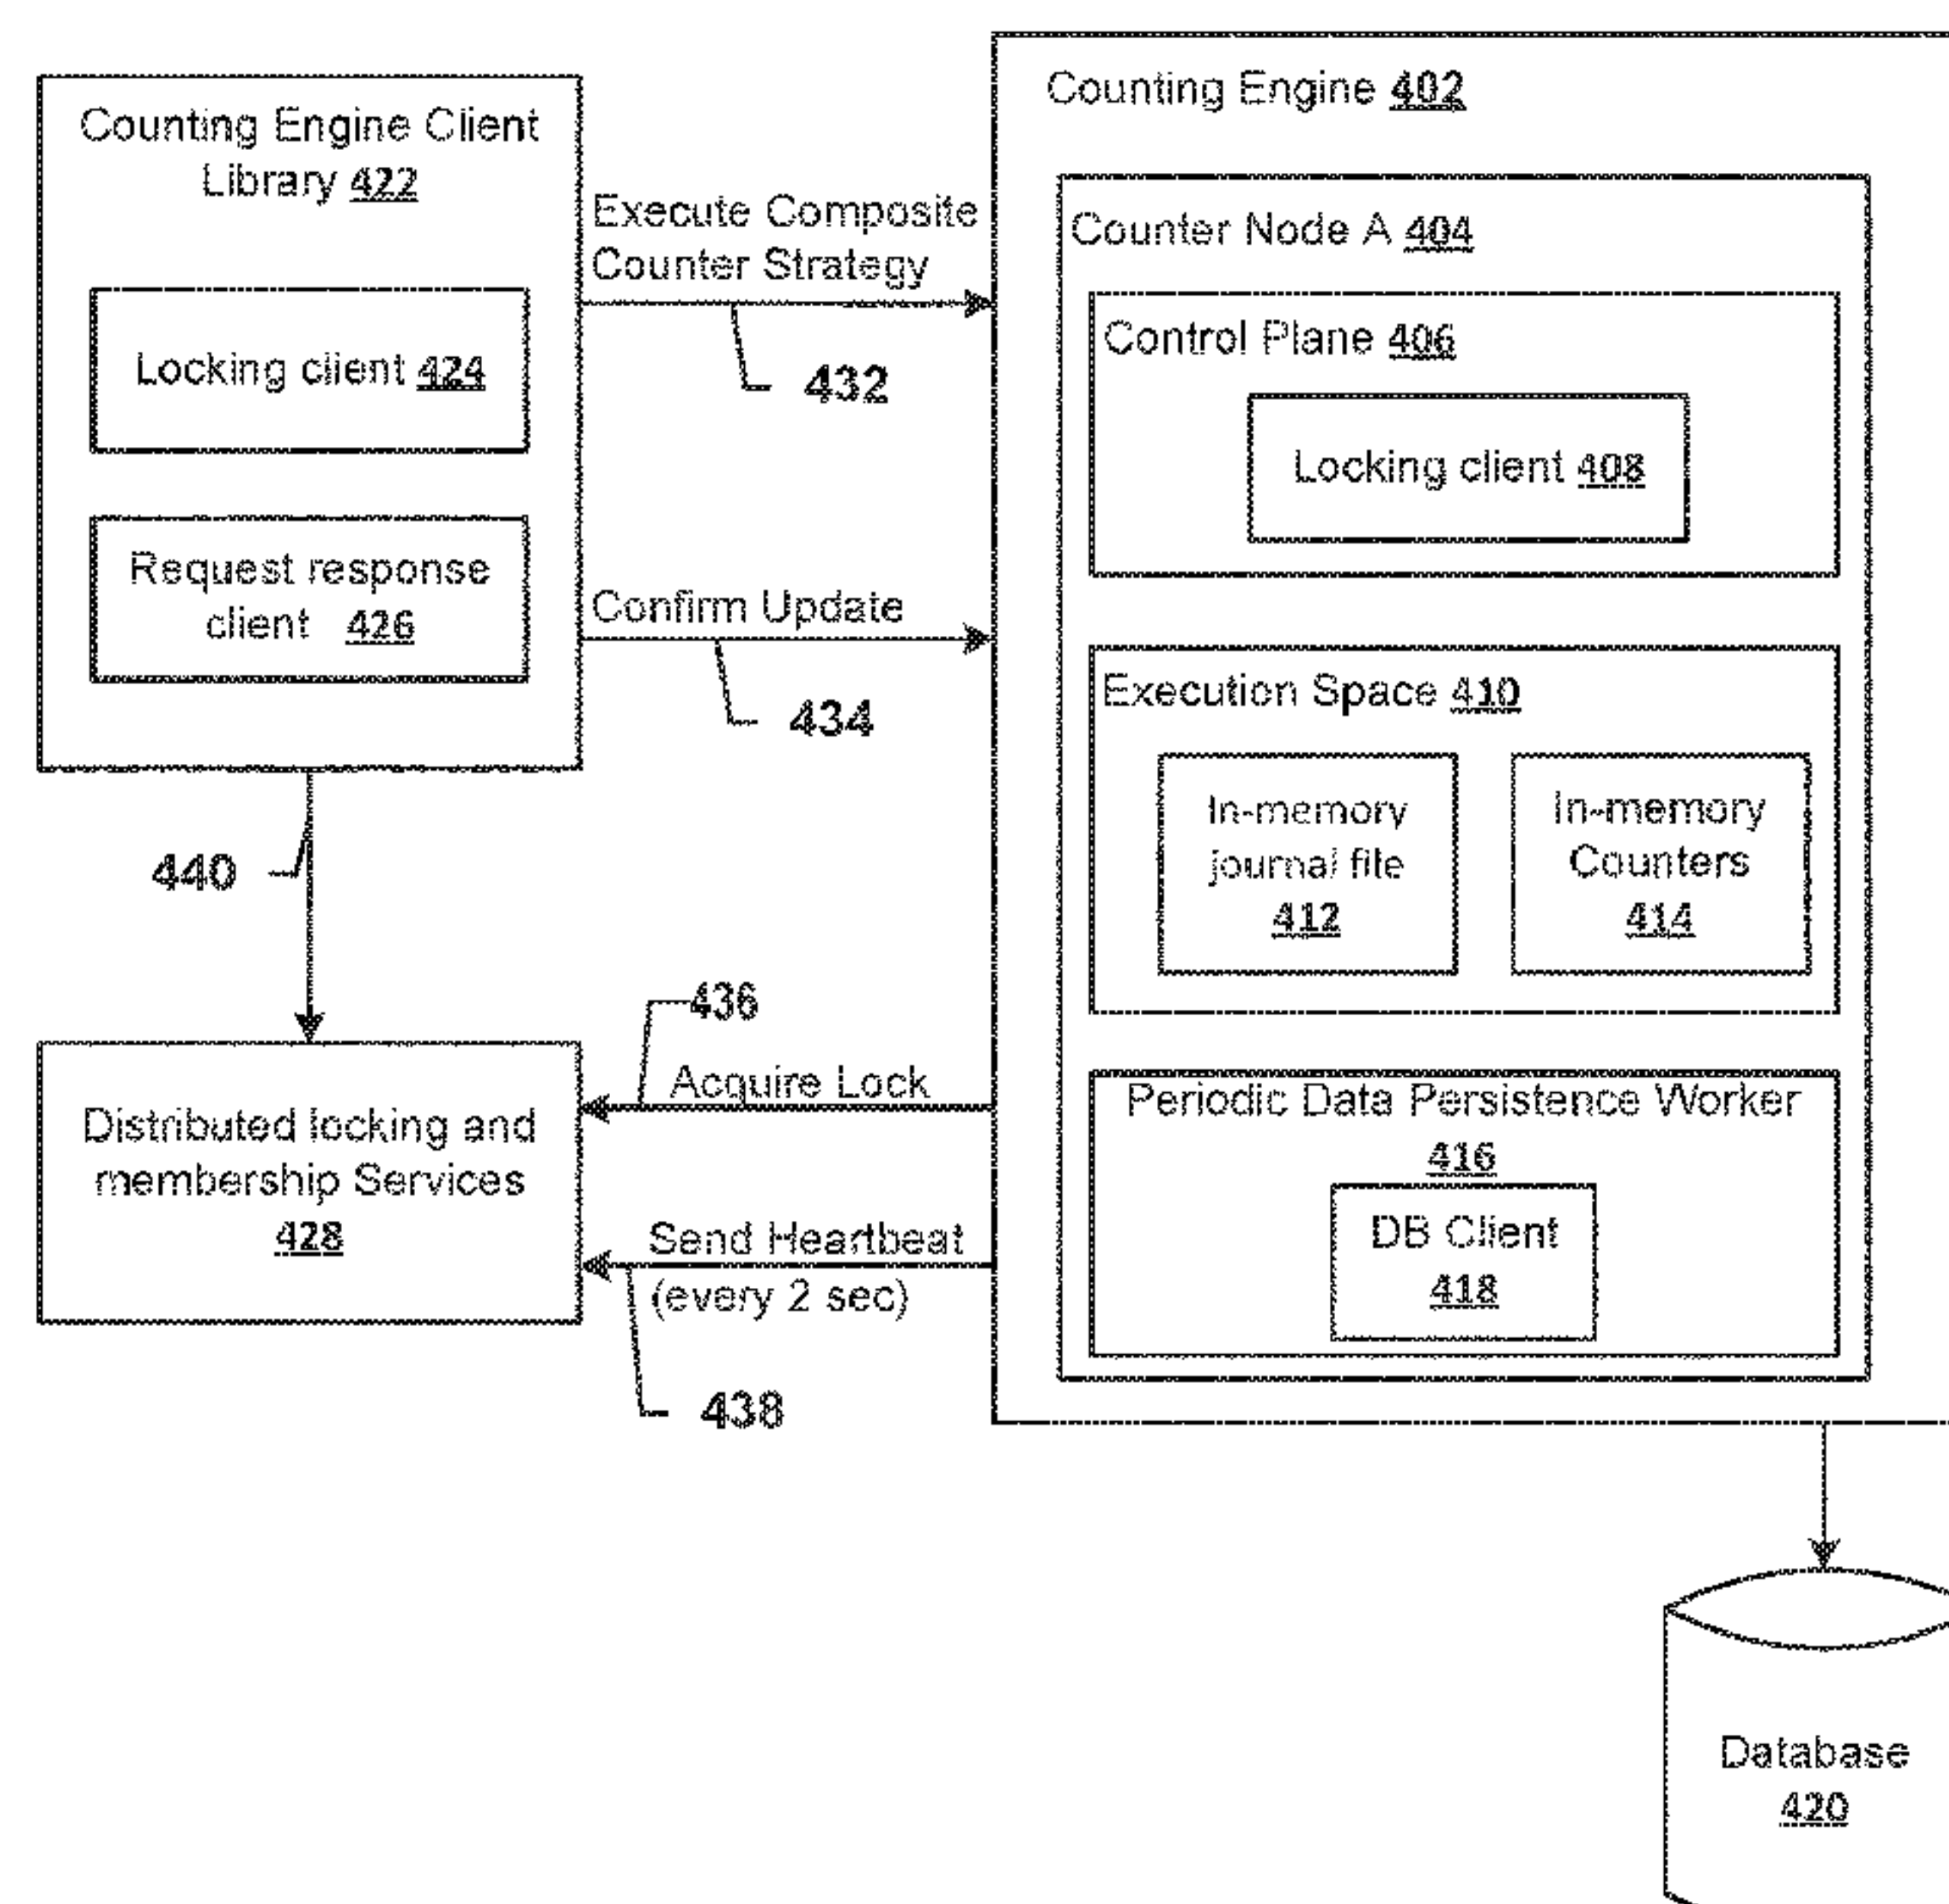 Counting Engine Client
Library 422
Locking client 424
Request response
client 426
Execute Composite
Counter Strategy
432
Confirm Update
434
440
Distributed locking and
membership Services
428
436
Acquire Lock
Send Heartbeat
(every 2 sec)
438
Counting Engine 402
Counter Node A 404
Control Plane 406
Locking client 408
Execution Space 410
In-memory
journal file
412
In-memory
Counters
414
Periodic Data Persistence Worker
416
DB Client
418
Database
420